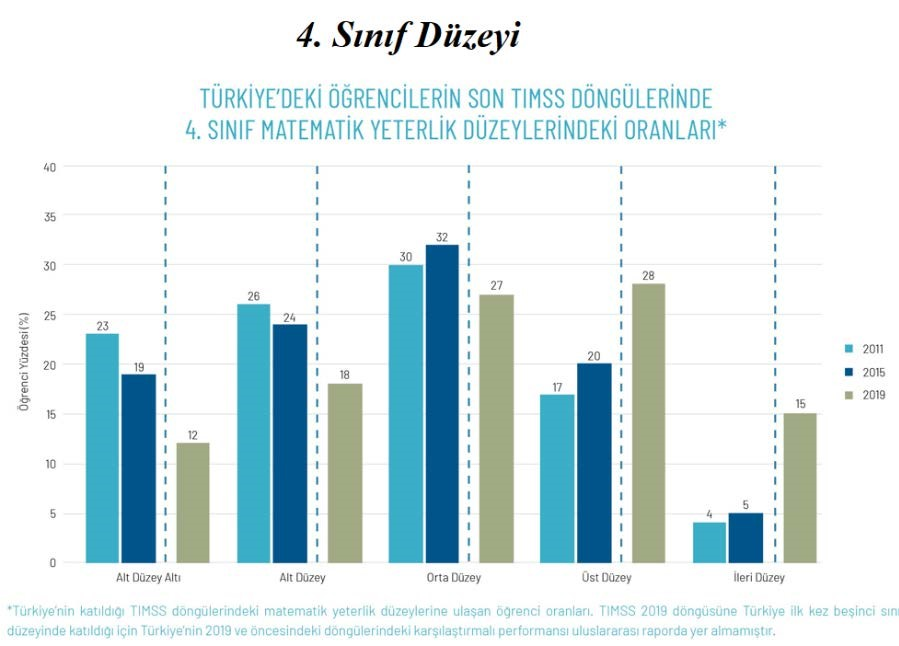 4. Sınıf Düzeyi
TÜRKİYE'DEKİ ÖĞRENCİLERİN SON TIMSS DÖNGÜLERİNDE
4. SINIF MATEMATİK YETERLİK DÜZEYLERİNDEKİ ORANLARI*
Öğrenci Yüzdesi (%)
40
35
30
25
20
15
10
5
0
23
19
12
26
24
18
30
32
27
17
20
28
4
5
15
Alt Düzey Altı
Alt Düzey
Orta Düzey
Üst Düzey
İleri Düzey
2011
2015
2019
*Türkiye'nin katıldığı TIMSS döngülerindeki matematik yeterlik düzeylerine ulaşan öğrenci oranları. TIMSS 2019 döngüsüne Türkiye ilk kez beşinci sını
düzeyinde katıldığı için Türkiye'nin 2019 ve öncesindeki döngülerindeki karşılaştırmalı performansı uluslararası raporda yer almamıştır.